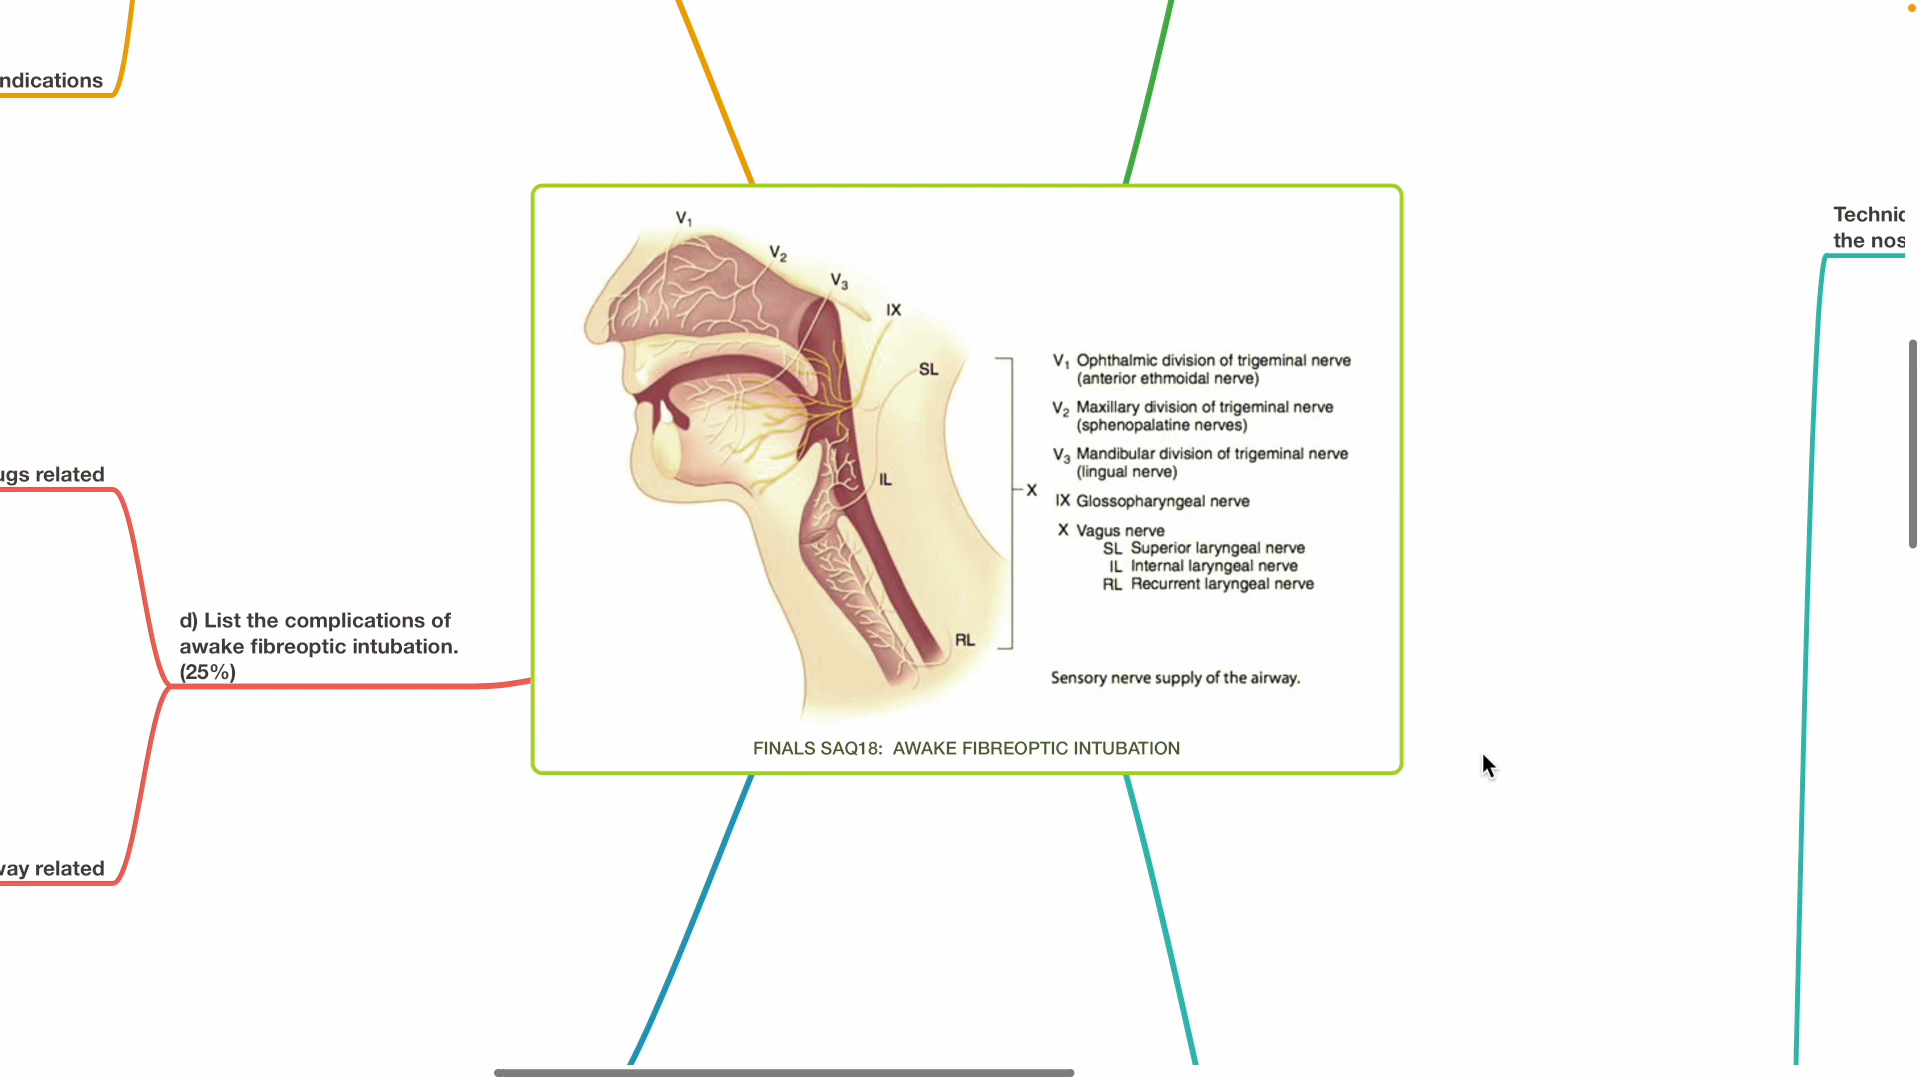 ndications
ugs related
d) List the complications of
awake fibreoptic intubation.
(25%)
way related
V1
V2
V3
IX
SL
IL
RL
X
V1 Ophthalmic division of trigeminal nerve
(anterior ethmoidal nerve)
V2 Maxillary division of trigeminal nerve
(sphenopalatine nerves)
V3 Mandibular division of trigeminal nerve
(lingual nerve)
IX Glossopharyngeal nerve
X Vagus nerve
SL Superior laryngeal nerve
IL Internal laryngeal nerve
RL Recurrent laryngeal nerve
Sensory nerve supply of the airway.
FINALS SAQ18: AWAKE FIBREOPTIC INTUBATION
Technic
the nos